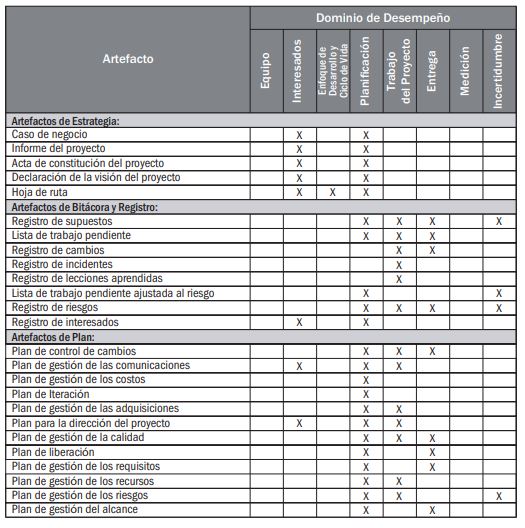 Artefacto
Dominio de Desempeño
Equipo
Interesados
Enfoque de
Desarrollo y
Ciclo de Vida
Planificación
Trabajo
del Proyecto
Entrega
Medición
Incertidumbre
Artefactos de Estrategia:
Caso de negocio X X
Informe del proyecto X X
Acta de constitución del proyecto X X
Declaración de la visión del proyecto X X
Hoja de ruta X X X
Artefactos de Bitácora y Registro:
Registro de supuestos X X X X
Lista de trabajo pendiente X X X
Registro de cambios X X
Registro de incidentes X
Registro de lecciones aprendidas X
Lista de trabajo pendiente ajustada al riesgo X X
Registro de riesgos X X X X
Registro de interesados X X
Artefactos de Plan:
Plan de control de cambios X X X
Plan de gestión de las comunicaciones X X X
Plan de gestión de los costos X
Plan de Iteración X
Plan de gestión de las adquisiciones X X
Plan para la dirección del proyecto X X X
Plan de gestión de la calidad X X X
Plan de liberación X X
Plan de gestión de los requisitos X X
Plan de gestión de los recursos X X
Plan de gestión de los riesgos X X X
Plan de gestión del alcance X X